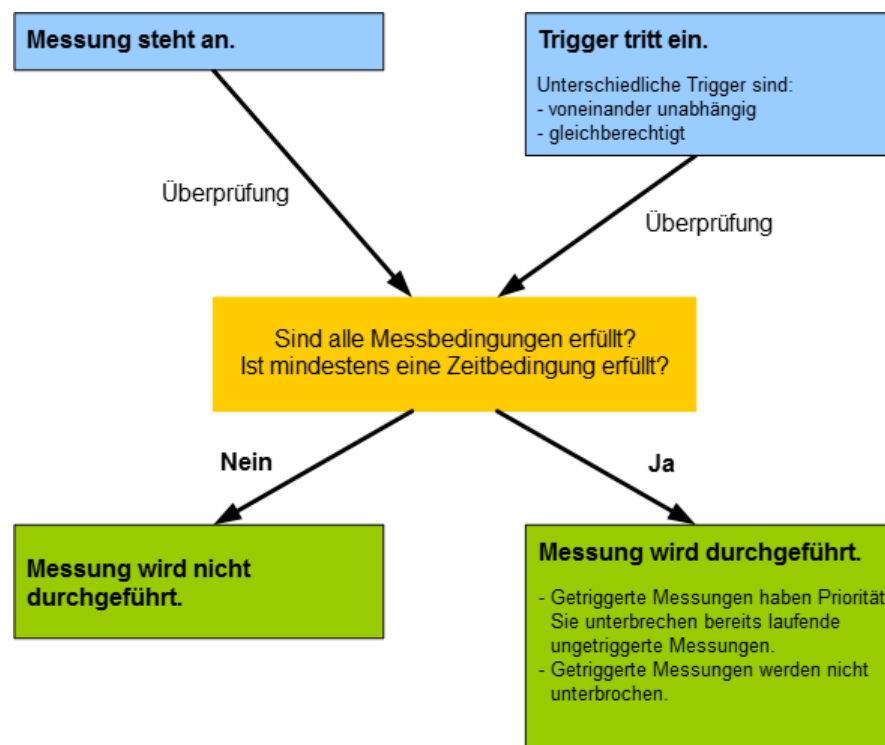 Messung steht an.
Trigger tritt ein.
Unterschiedliche Trigger sind:
- voneinander unabhängig
- gleichberechtigt
Überprüfung
Überprüfung
Sind alle Messbedingungen erfüllt?
Ist mindestens eine Zeitbedingung erfüllt?
Nein
Ja
Messung wird nicht
durchgeführt.
Messung wird durchgeführt.
- Getriggerte Messungen haben Priorität
Sie unterbrechen bereits laufende
ungetriggerte Messungen.
- Getriggerte Messungen werden nicht
unterbrochen.